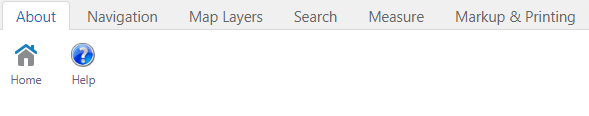 About Navigation Map Layers Search Measure Markup & Printing
Home Help